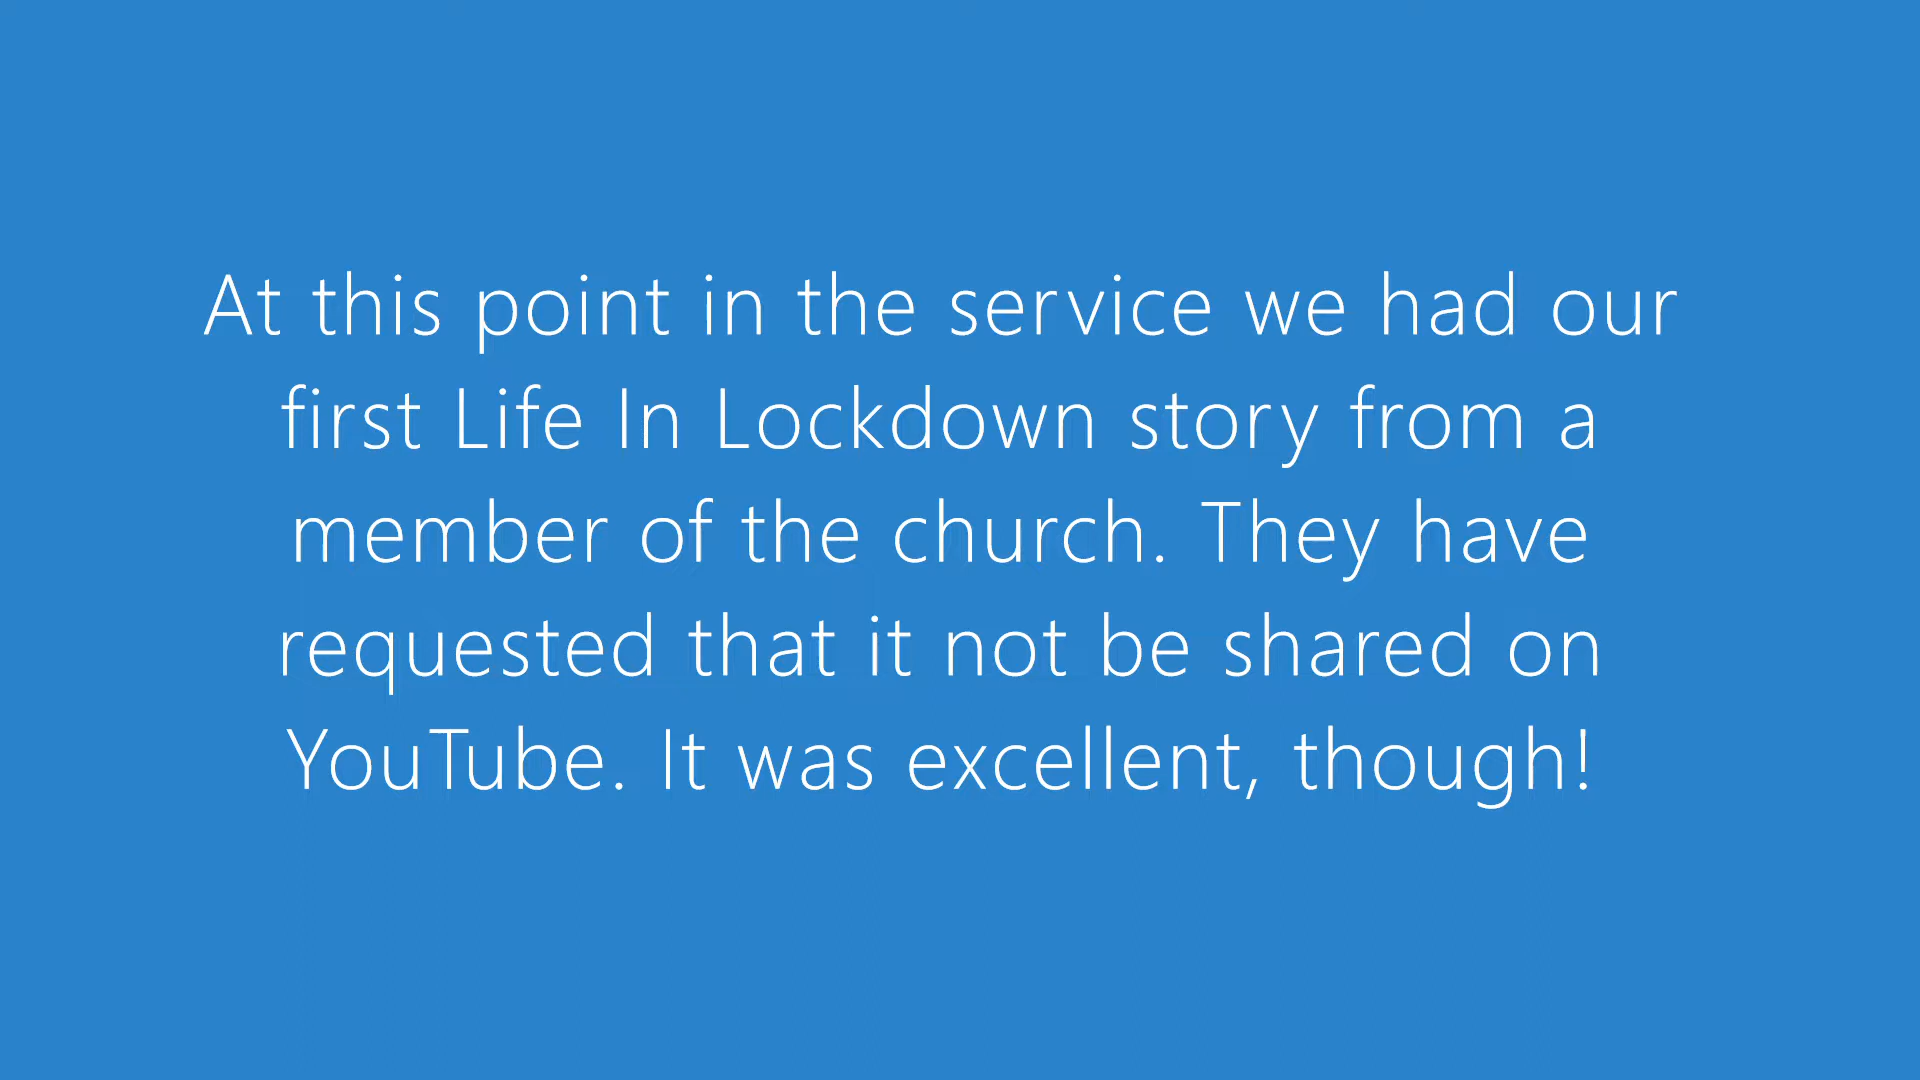 At this point in the service we had our
first Life In Lockdown story from a
member of the church. They have
requested that it not be shared on
YouTube. It was excellent, though!